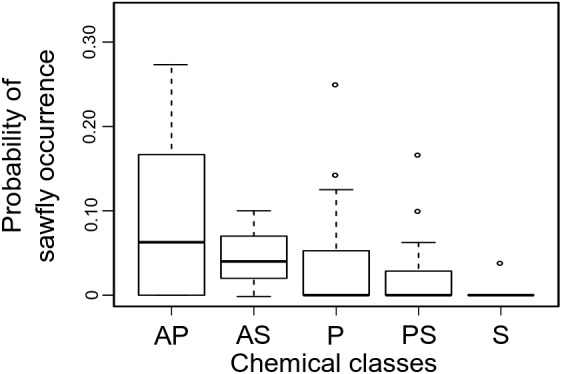 Probability of
sawfly occurrence
0.30
0.20
0.10
0
AP AS P PS S
Chemical classes